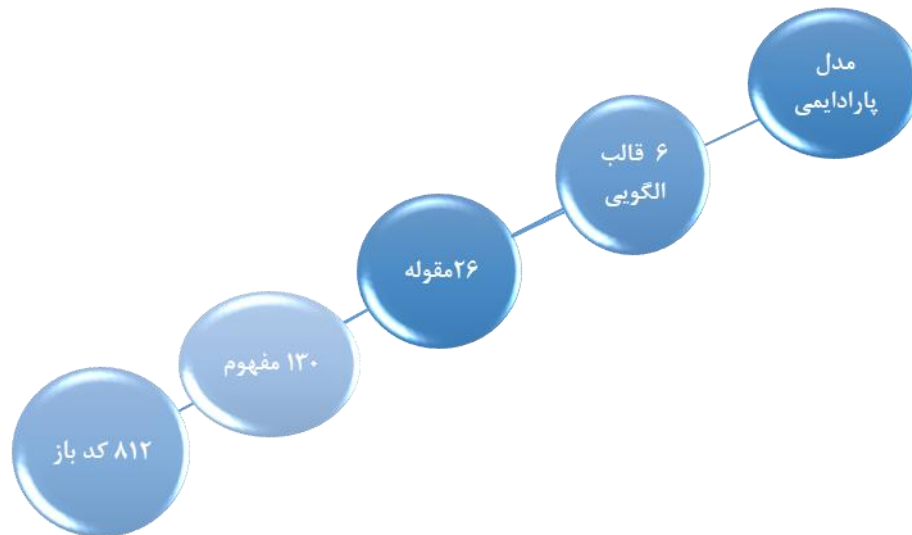 مدل
پارادایمی
۶ قالب
الگویی
۲۶مقوله
۱۳۰ مفهوم
۸۱۲ کد باز